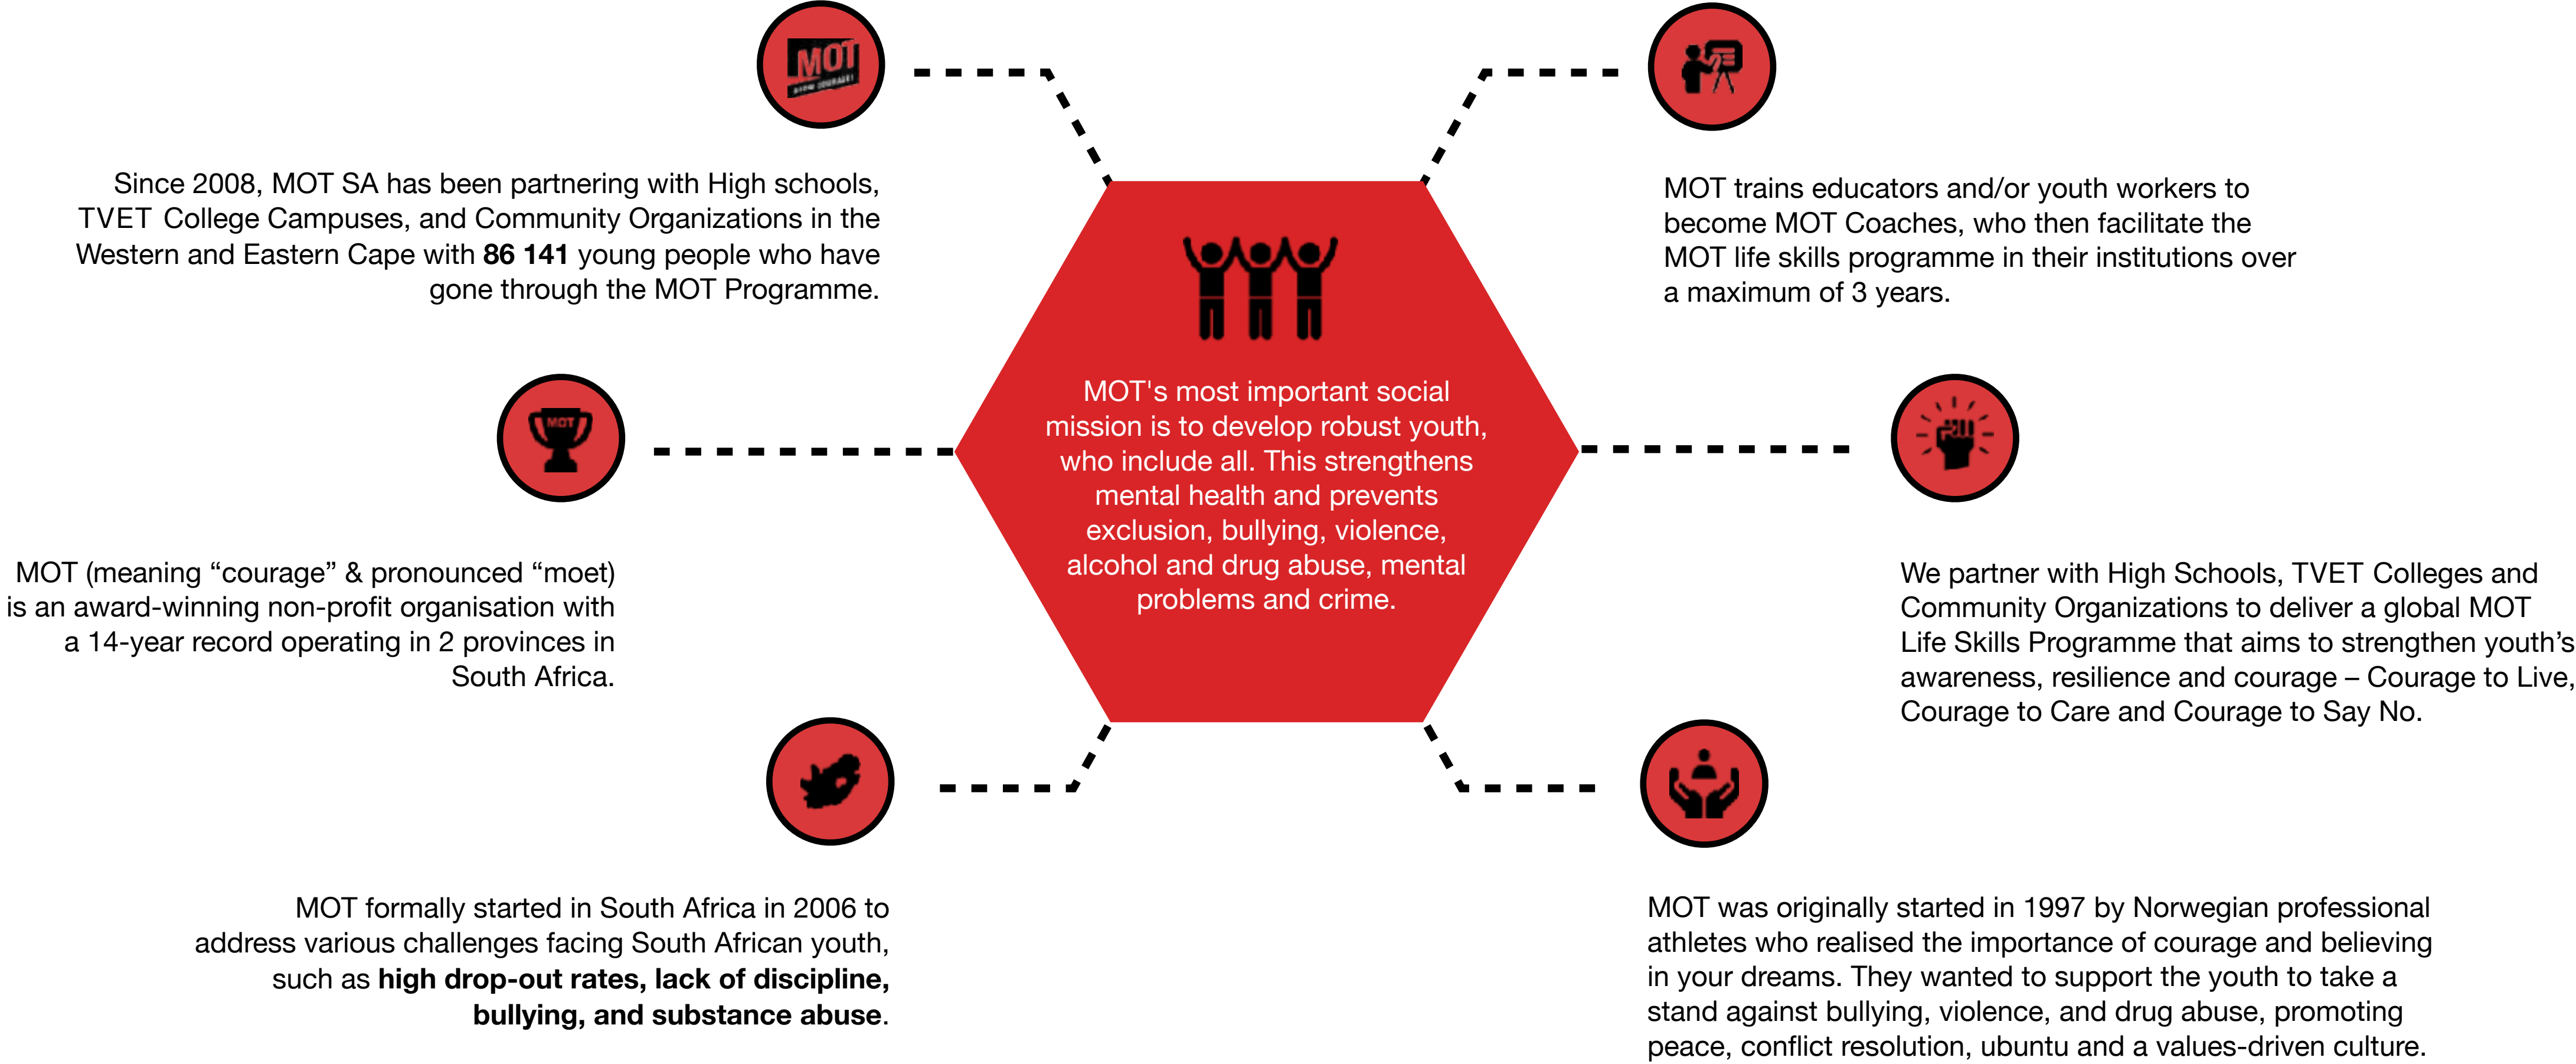 MOT
SHOW COURAGE!
Since 2008, MOT SA has been partnering with High schools,
TVET College Campuses, and Community Organizations in the
Western and Eastern Cape with 86 141 young people who have
gone through the MOT Programme.
MOT trains educators and/or youth workers to
become MOT Coaches, who then facilitate the
MOT life skills programme in their institutions over
a maximum of 3 years.
MOT's most important social
mission is to develop robust youth,
who include all. This strengthens
mental health and prevents
exclusion, bullying, violence,
alcohol and drug abuse, mental
problems and crime.
MOT
MOT (meaning “courage” & pronounced “moet)
is an award-winning non-profit organisation with
a 14-year record operating in 2 provinces in
South Africa.
We partner with High Schools, TVET Colleges and
Community Organizations to deliver a global MOT
Life Skills Programme that aims to strengthen youth’s
awareness, resilience and courage – Courage to Live,
Courage to Care and Courage to Say No.
MOT formally started in South Africa in 2006 to
address various challenges facing South African youth,
such as high drop-out rates, lack of discipline,
bullying, and substance abuse.
MOT was originally started in 1997 by Norwegian professional
athletes who realised the importance of courage and believing
in your dreams. They wanted to support the youth to take a
stand against bullying, violence, and drug abuse, promoting
peace, conflict resolution, ubuntu and a values-driven culture.